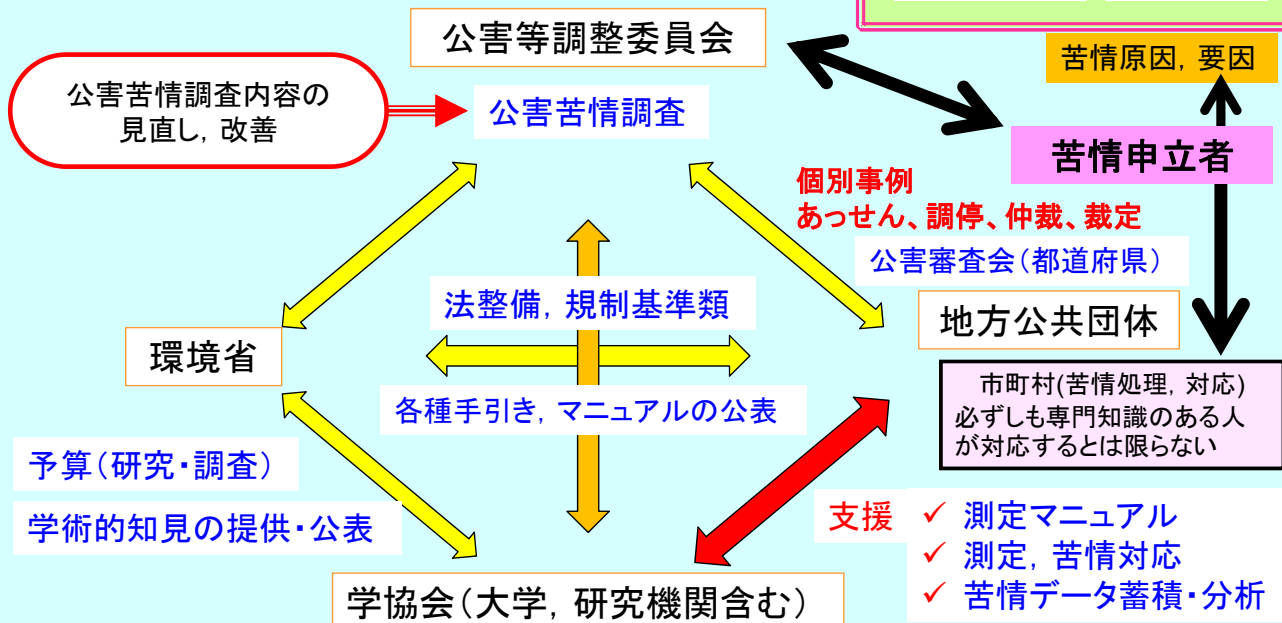 公害等調整委員会
苦情原因, 要因
公害苦情調査内容の
見直し, 改善
公害苦情調査
苦情申立者
個別事例
あっせん、調停、仲裁、裁定
公害審査会(都道府県)
法整備, 規制基準類
地方公共団体
環境省
各種手引き, マニュアルの公表
市町村(苦情処理, 対応)
必ずしも専門知識のある人
が対応するとは限らない
予算(研究・調査)
学術的知見の提供・公表
支援 ✓ 測定マニュアル
✓ 測定, 苦情対応
✓ 苦情データ蓄積・分析
学協会(大学, 研究機関含む)